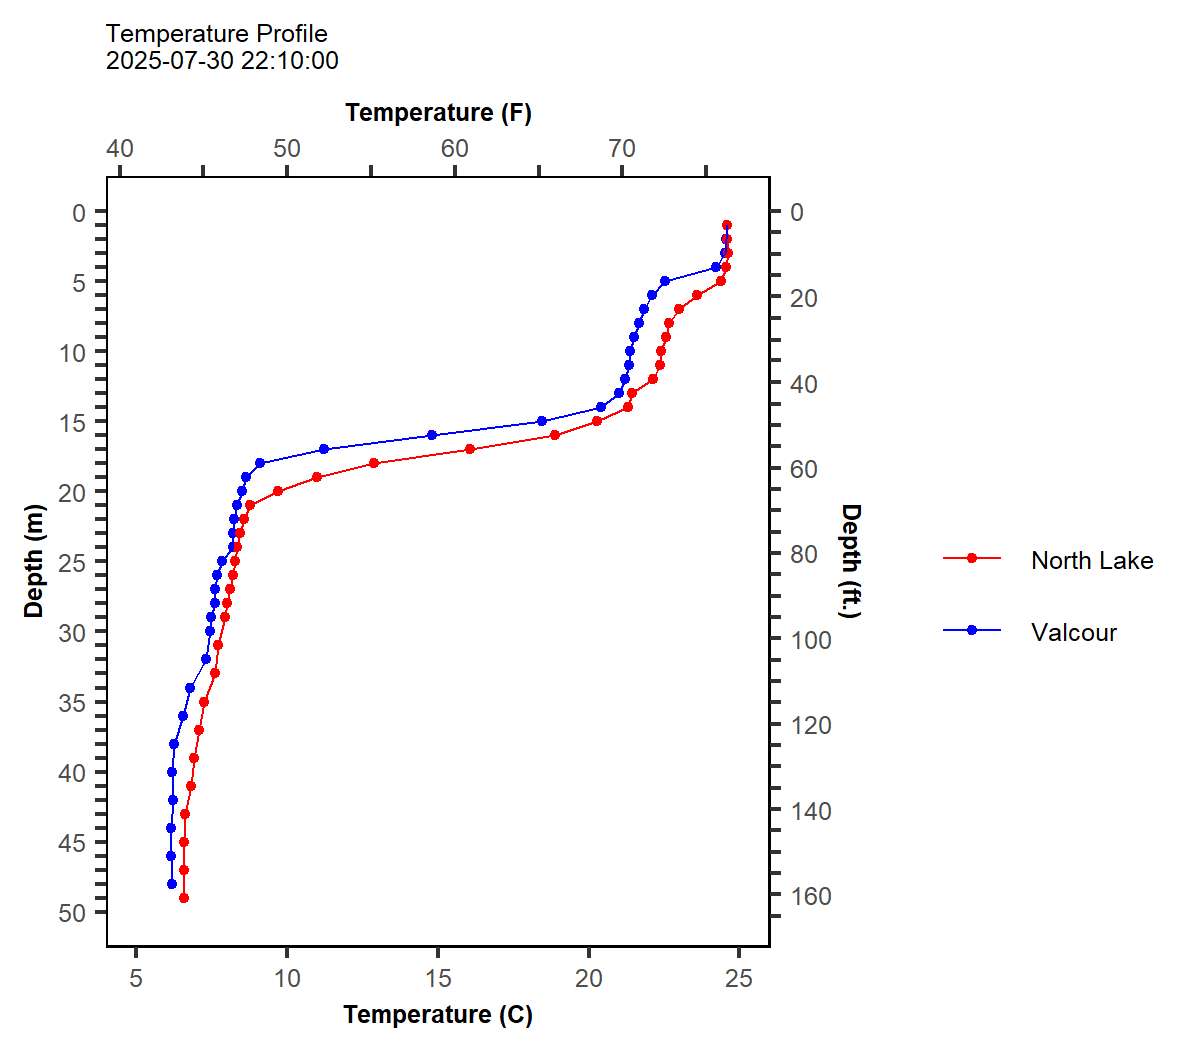 Temperature Profile
2025-07-30 22:10:00
Temperature (F)
40 50 60 70
0
5
10
15
20
25
30
35
40
45
50
Depth (m)
0
20
40
60
80
100
120
140
160
Depth (ft.)
North Lake
Valcour
5 10 15 20 25
Temperature (C)